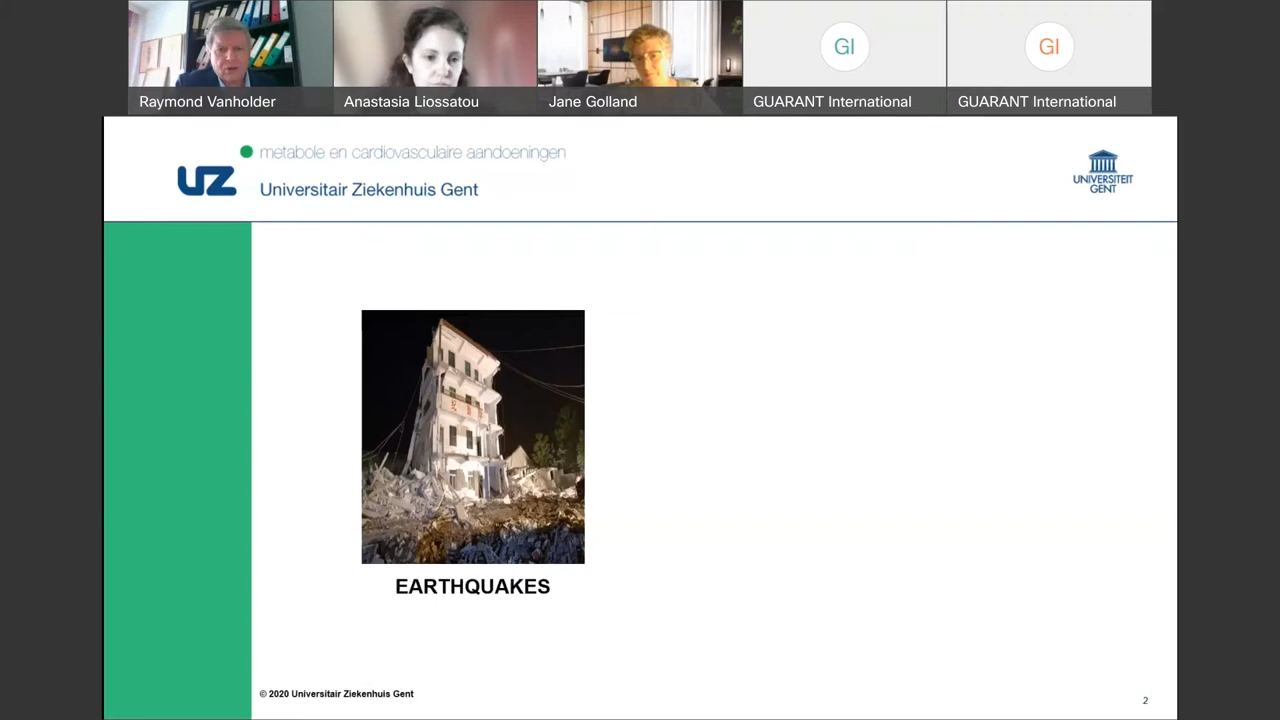 Raymond Vanholder
Anastasia Liossatou
Jane Golland
GI
GUARANT International
GI
GUARANT International
metabole en cardiovasculaire aandoeningen
UZ
Universitair Ziekenhuis Gent
UNIVERSITEIT
GENT
EARTHQUAKES
© 2020 Universitair Ziekenhuis Gent
2